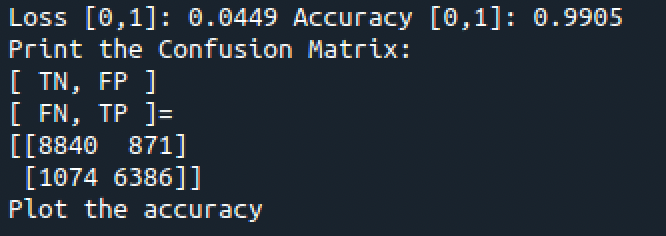 Loss [0,1]: 0.0449 Accuracy [0,1]: 0.9905
Print the Confusion Matrix:
[ TN, FP ]
[ FN, TP ]=
[[8840  871]
 [1074 6386]]
Plot the accuracy